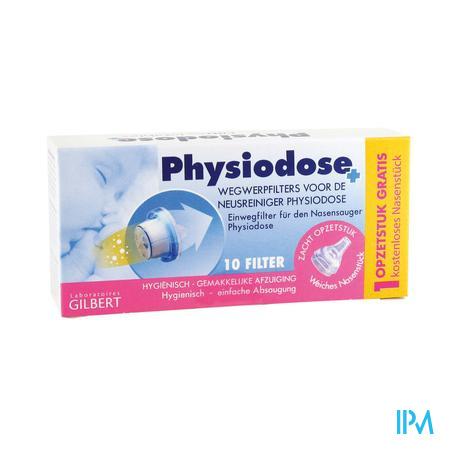 Physiodose
Physiodose
WEGWERPFILTERS VOOR DE
NEUSREINIGER PHYSIODOSE
Einwegfilter für den Nasensauger
Physiodose
10 FILTER
ZACHT OPZETSTUK
Weiches Nasenstück
1 OPZETSTUK GRATIS
kostenloses Nasenstück
HYGIËNISCH - GEMAKKELIJKE AFZUIGING
Hygienisch - einfache Absaugung
Laboratoires
GILBERT
IPM